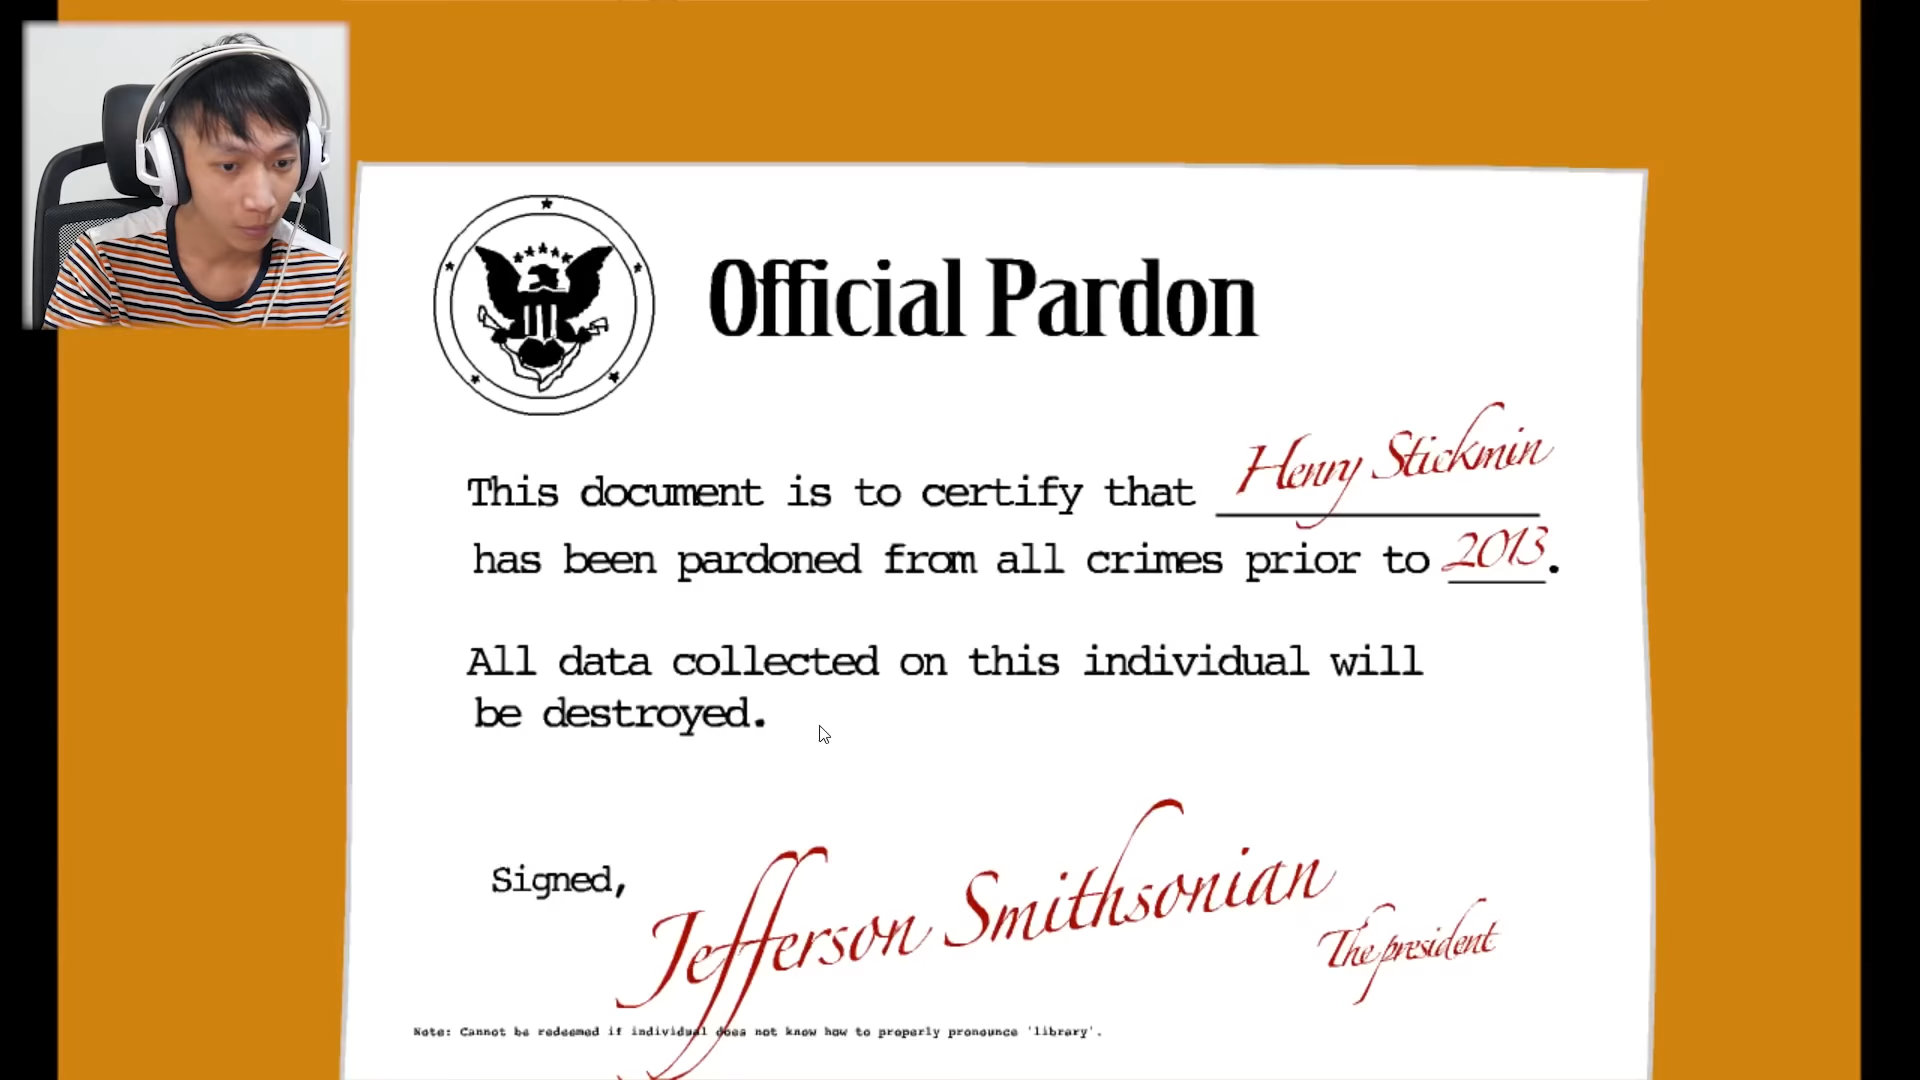 Official Pardon
This document is to certify that Henry Stickmin
has been pardoned from all crimes prior to 2013.
All data collected on this individual will
be destroyed.
Signed,
Jefferson Smithsonian
The president
Note: Cannot be redeemed if individual does not know how to properly pronounce 'library'.